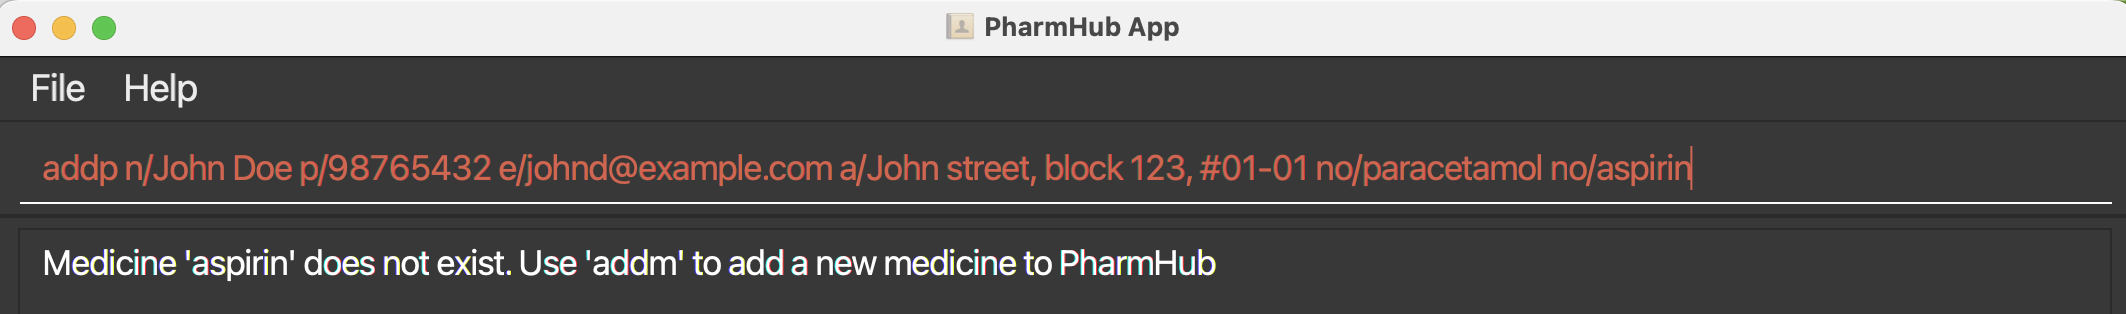 PharmHub App
File Help
addp n/John Doe p/98765432 e/johnd@example.com a/John street, block 123, #01-01 no/paracetamol no/aspirin
Medicine 'aspirin' does not exist. Use 'addm' to add a new medicine to PharmHub